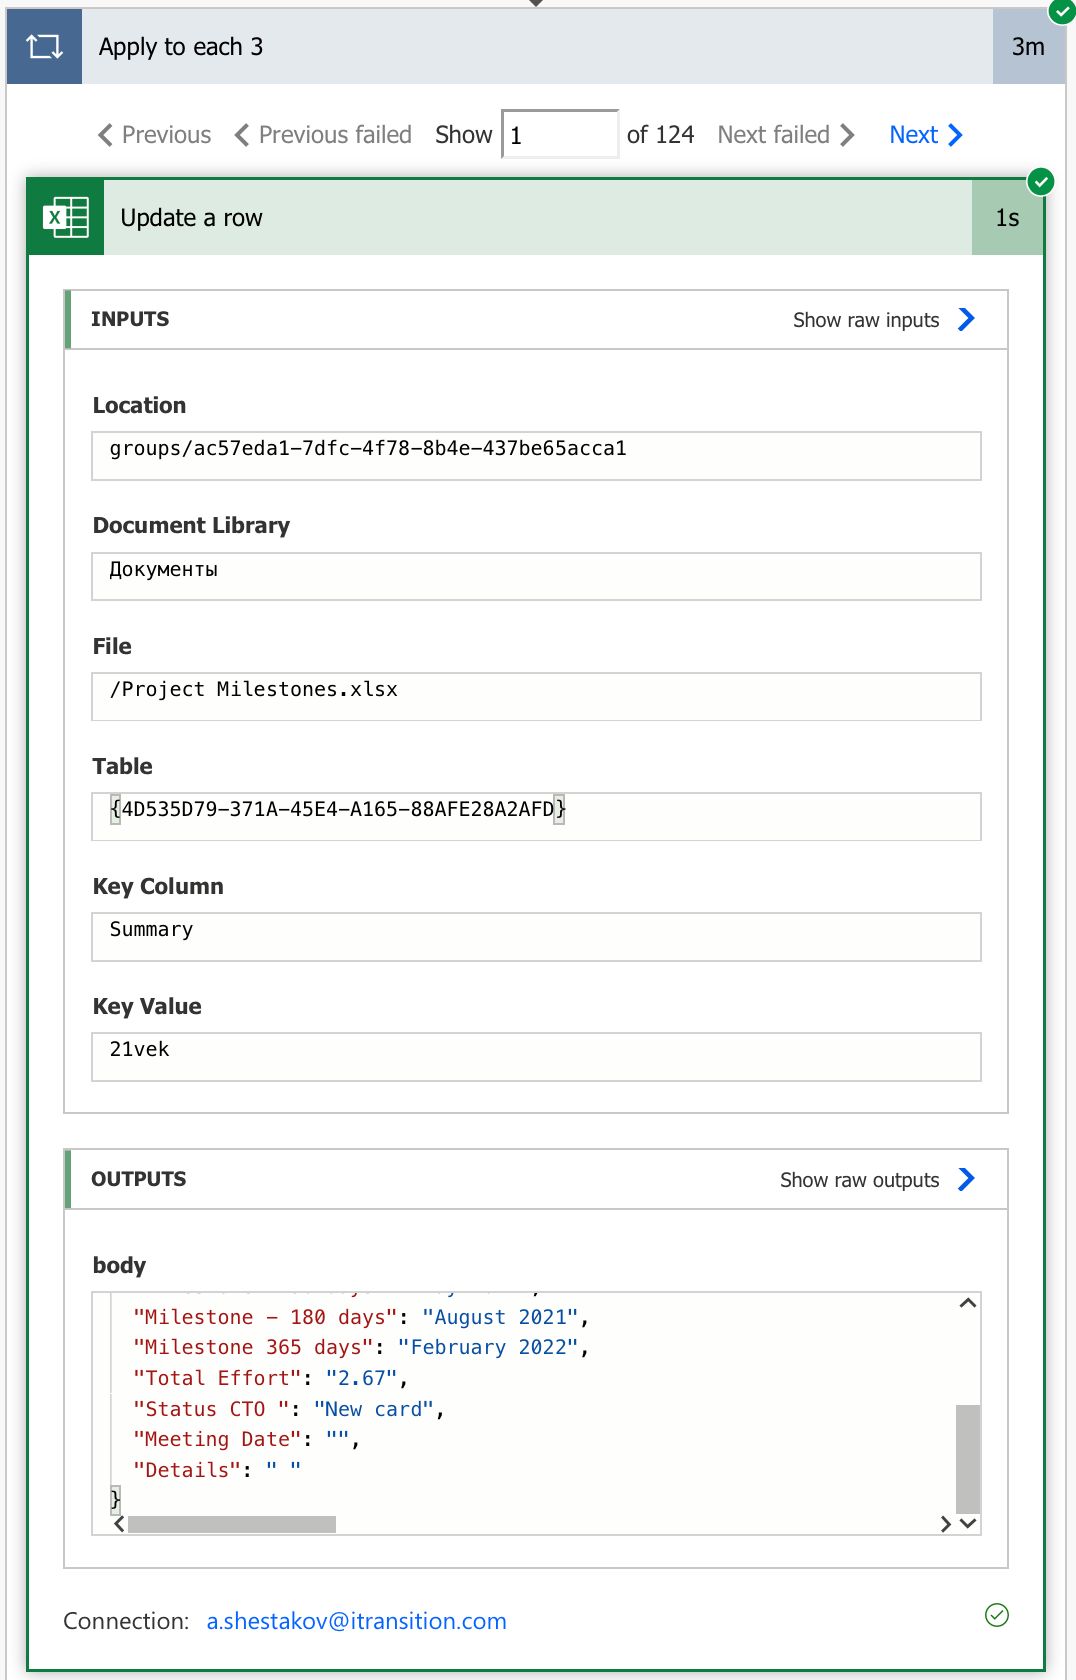 Apply to each 3
3m
Previous
Previous failed
Show
1
of 124
Next failed
Next
Update a row
1s
INPUTS
Show raw inputs
Location
groups/ac57eda1-7dfc-4f78-8b4e-437be65acca1
Document Library
Документы
File
/Project Milestones.xlsx
Table
{4D535D79-371A-45E4-A165-88AFE28A2AFD}
Key Column
Summary
Key Value
21vek
OUTPUTS
Show raw outputs
body
"Milestone - 180 days": "August 2021",
"Milestone 365 days": "February 2022",
"Total Effort": "2.67",
"Status CTO ": "New card",
"Meeting Date": "",
"Details": " "
}
Connection: a.shestakov@itransition.com